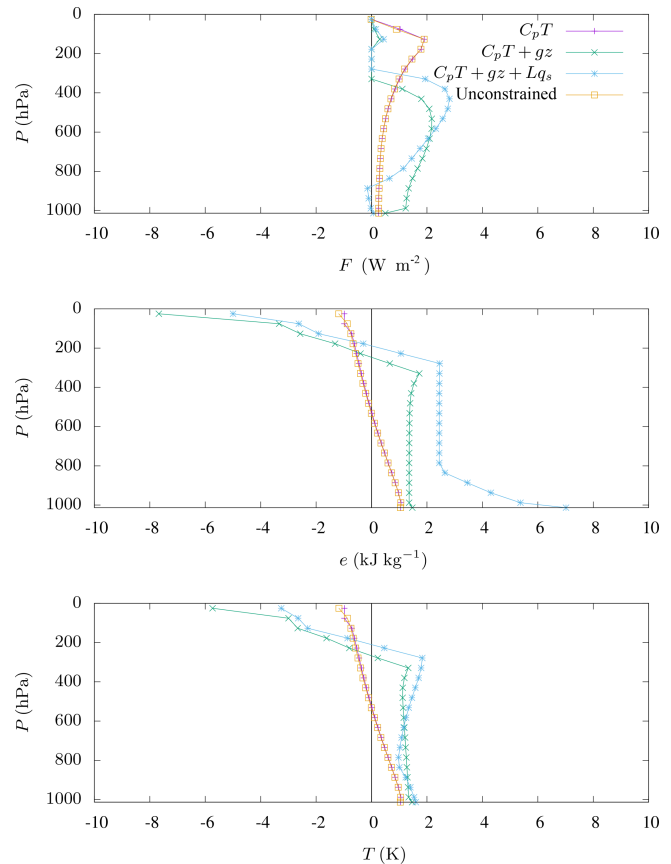 0
200
400
600
800
1000
P (hPa)
C_pT
C_pT + gz
C_pT + gz + Lq_s
Unconstrained
-10 -8 -6 -4 -2 0 2 4 6 8 10
F (W m^{-2})
0
200
400
600
800
1000
P (hPa)
-10 -8 -6 -4 -2 0 2 4 6 8 10
e (kJ kg^{-1})
0
200
400
600
800
1000
P (hPa)
-10 -8 -6 -4 -2 0 2 4 6 8 10
T (K)